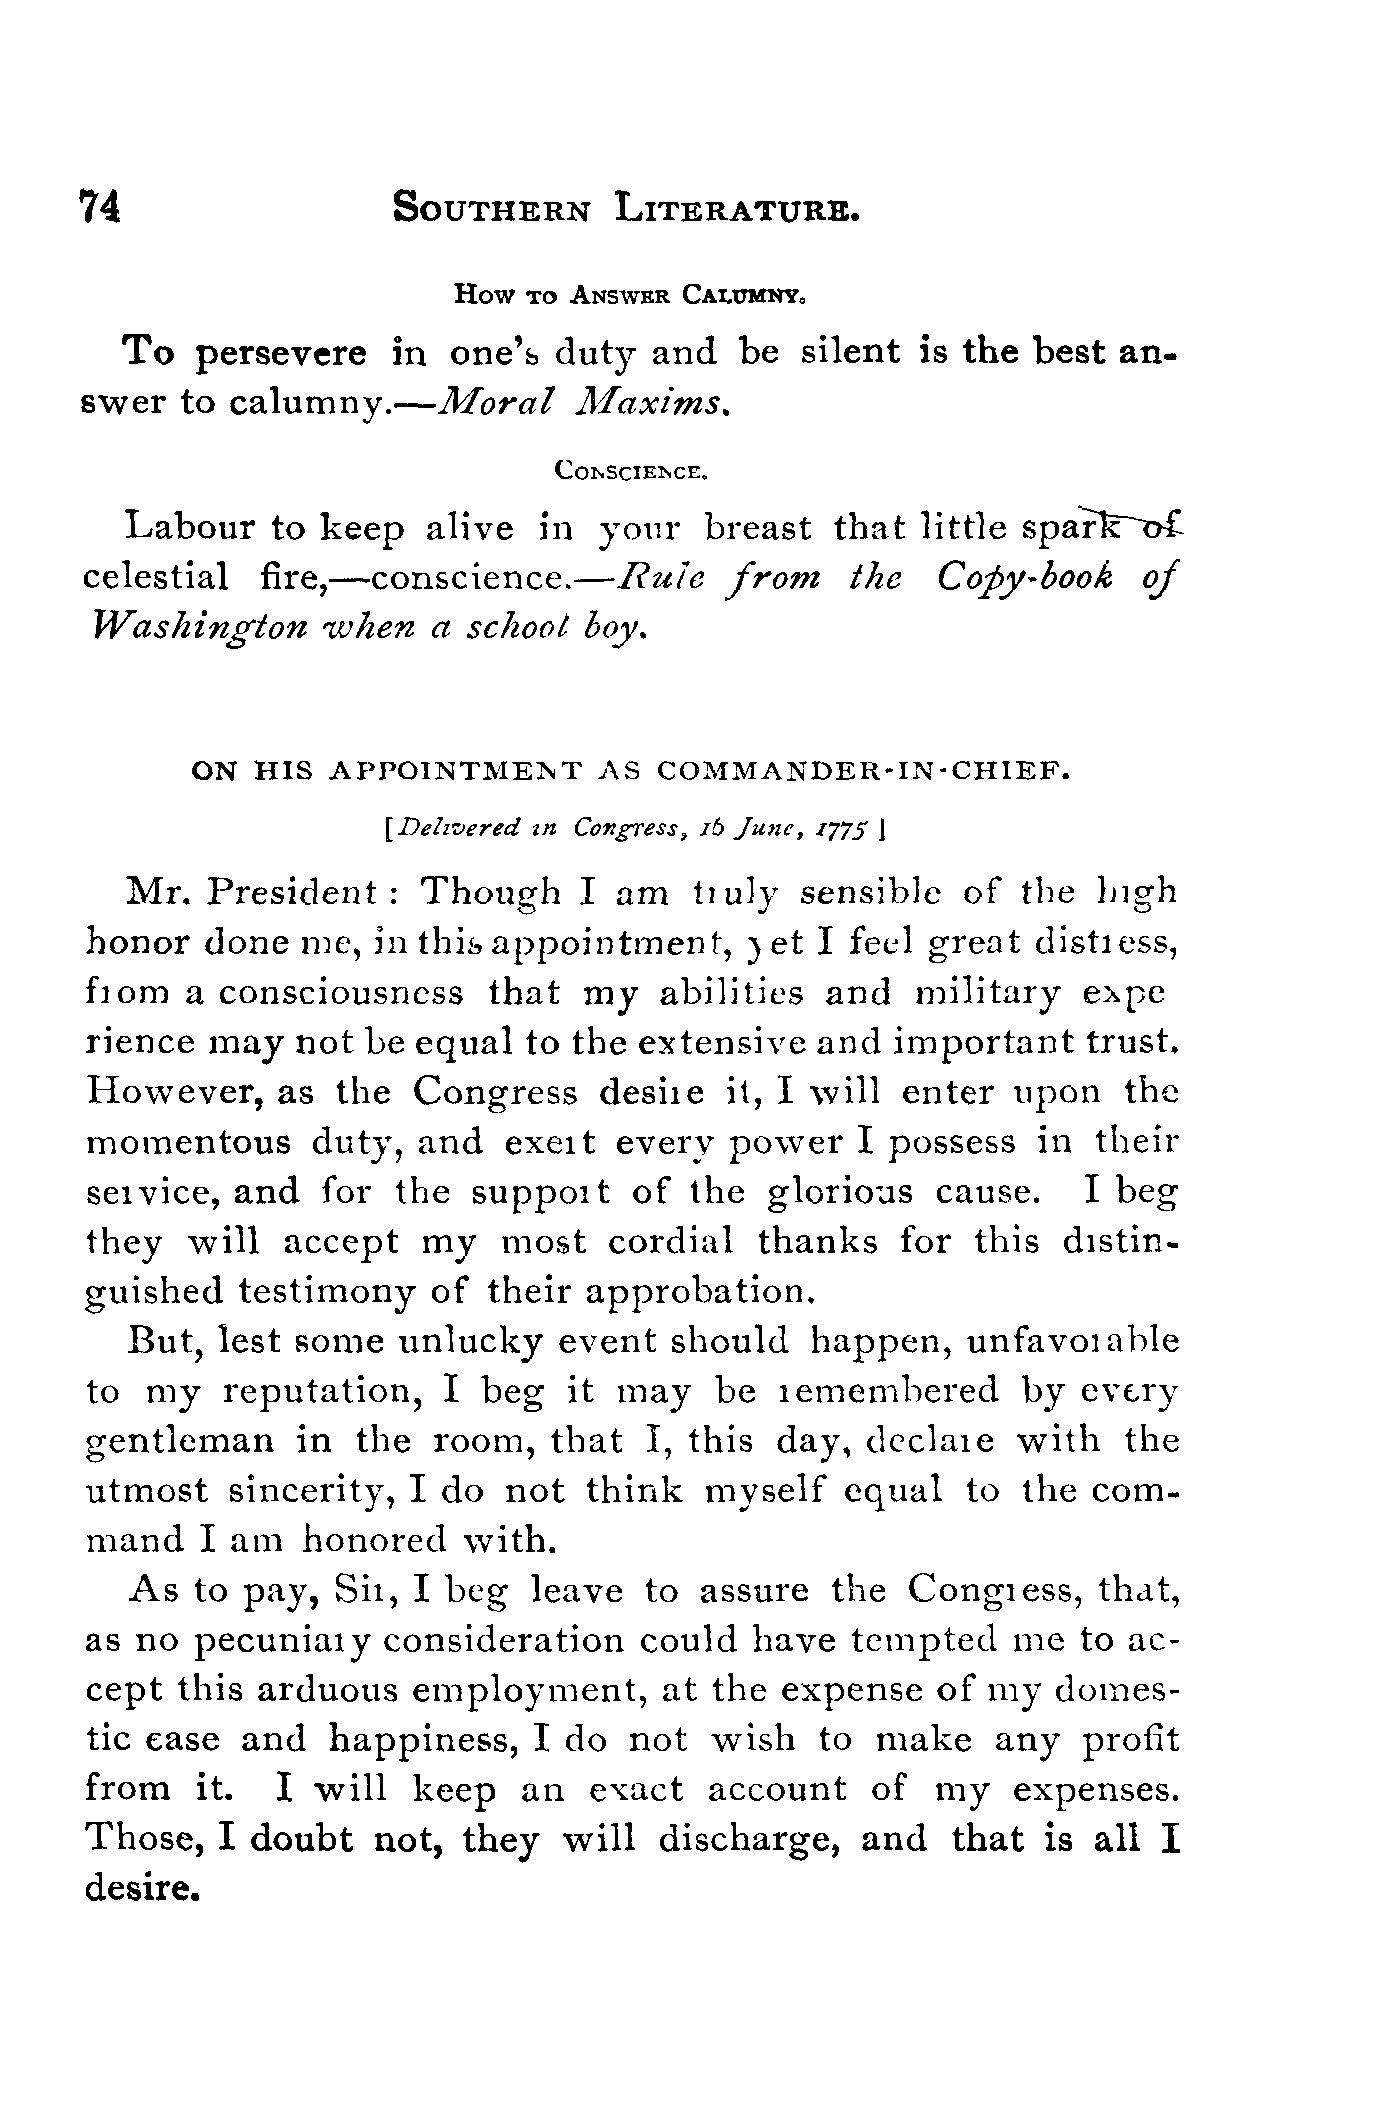 74 SOUTHERN LITERATURE.
HOW TO ANSWER CALUMNY.
To persevere in one's duty and be silent is the best an-
swer to calumny.—Moral Maxims.
CONSCIENCE.
Labour to keep alive in your breast that little spark of
celestial fire,—conscience.—Rule from the Copy-book of
Washington when a school boy.
ON HIS APPOINTMENT AS COMMANDER-IN-CHIEF.
[Delivered in Congress, 16 June, 1775]
Mr. President : Though I am truly sensible of the high
honor done me, in this appointment, yet I feel great distress,
from a consciousness that my abilities and military expe
rience may not be equal to the extensive and important trust.
However, as the Congress desire it, I will enter upon the
momentous duty, and exert every power I possess in their
service, and for the support of the glorious cause. I beg
they will accept my most cordial thanks for this distin-
guished testimony of their approbation.
But, lest some unlucky event should happen, unfavorable
to my reputation, I beg it may be remembered by every
gentleman in the room, that I, this day, declare with the
utmost sincerity, I do not think myself equal to the com-
mand I am honored with.
As to pay, Sir, I beg leave to assure the Congress, that,
as no pecuniary consideration could have tempted me to ac-
cept this arduous employment, at the expense of my domes-
tic ease and happiness, I do not wish to make any profit
from it. I will keep an exact account of my expenses.
Those, I doubt not, they will discharge, and that is all I
desire.